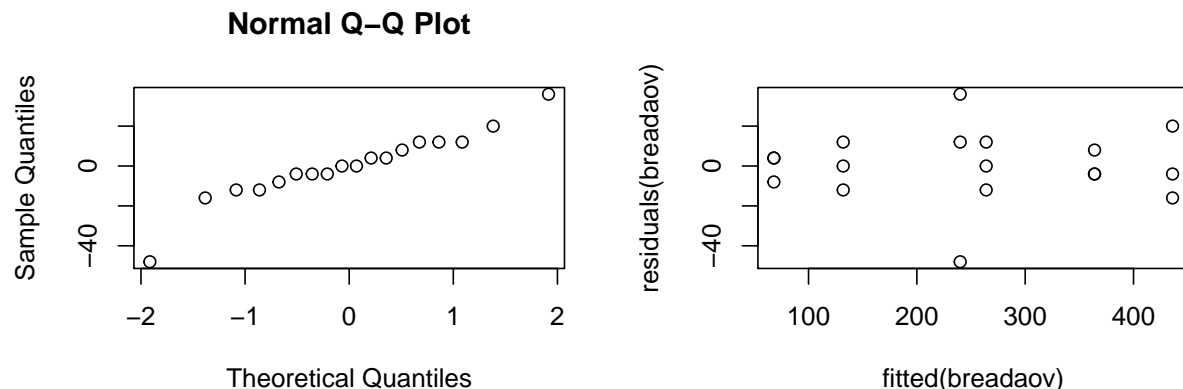 Normal Q–Q Plot
Sample Quantiles
0
−40
−2
−1
0
1
2
Theoretical Quantiles
residuals(breadaov)
0
−40
100
200
300
400
fitted(breadaov)